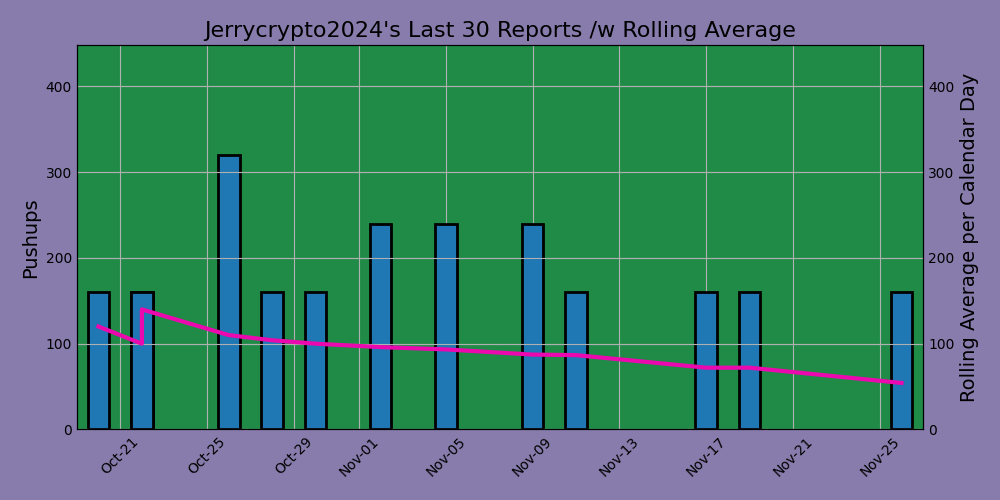 Jerrycrypto2024's Last 30 Reports /w Rolling Average
Pushups
400
300
200
100
0
Oct-21
Oct-25
Oct-29
Nov-01
Nov-05
Nov-09
Nov-13
Nov-17
Nov-21
Nov-25
400
300
200
100
0
Rolling Average per Calendar Day